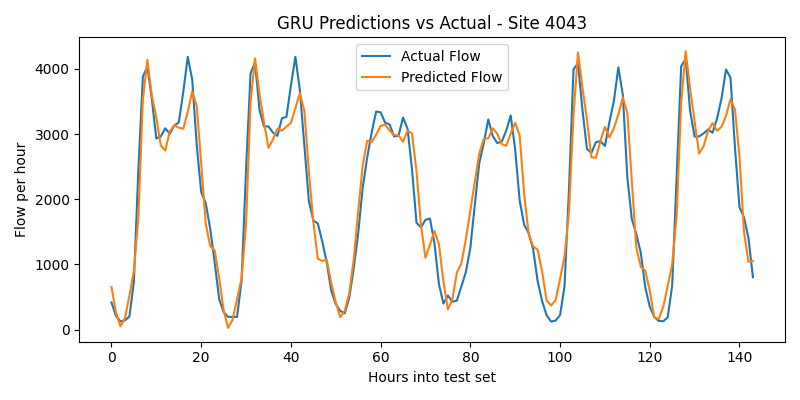 GRU Predictions vs Actual - Site 4043
Actual Flow
Predicted Flow
Flow per hour
4000
3000
2000
1000
0
0 20 40 60 80 100 120 140
Hours into test set